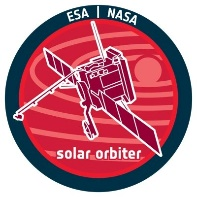 ESA | NASA
solar orbiter